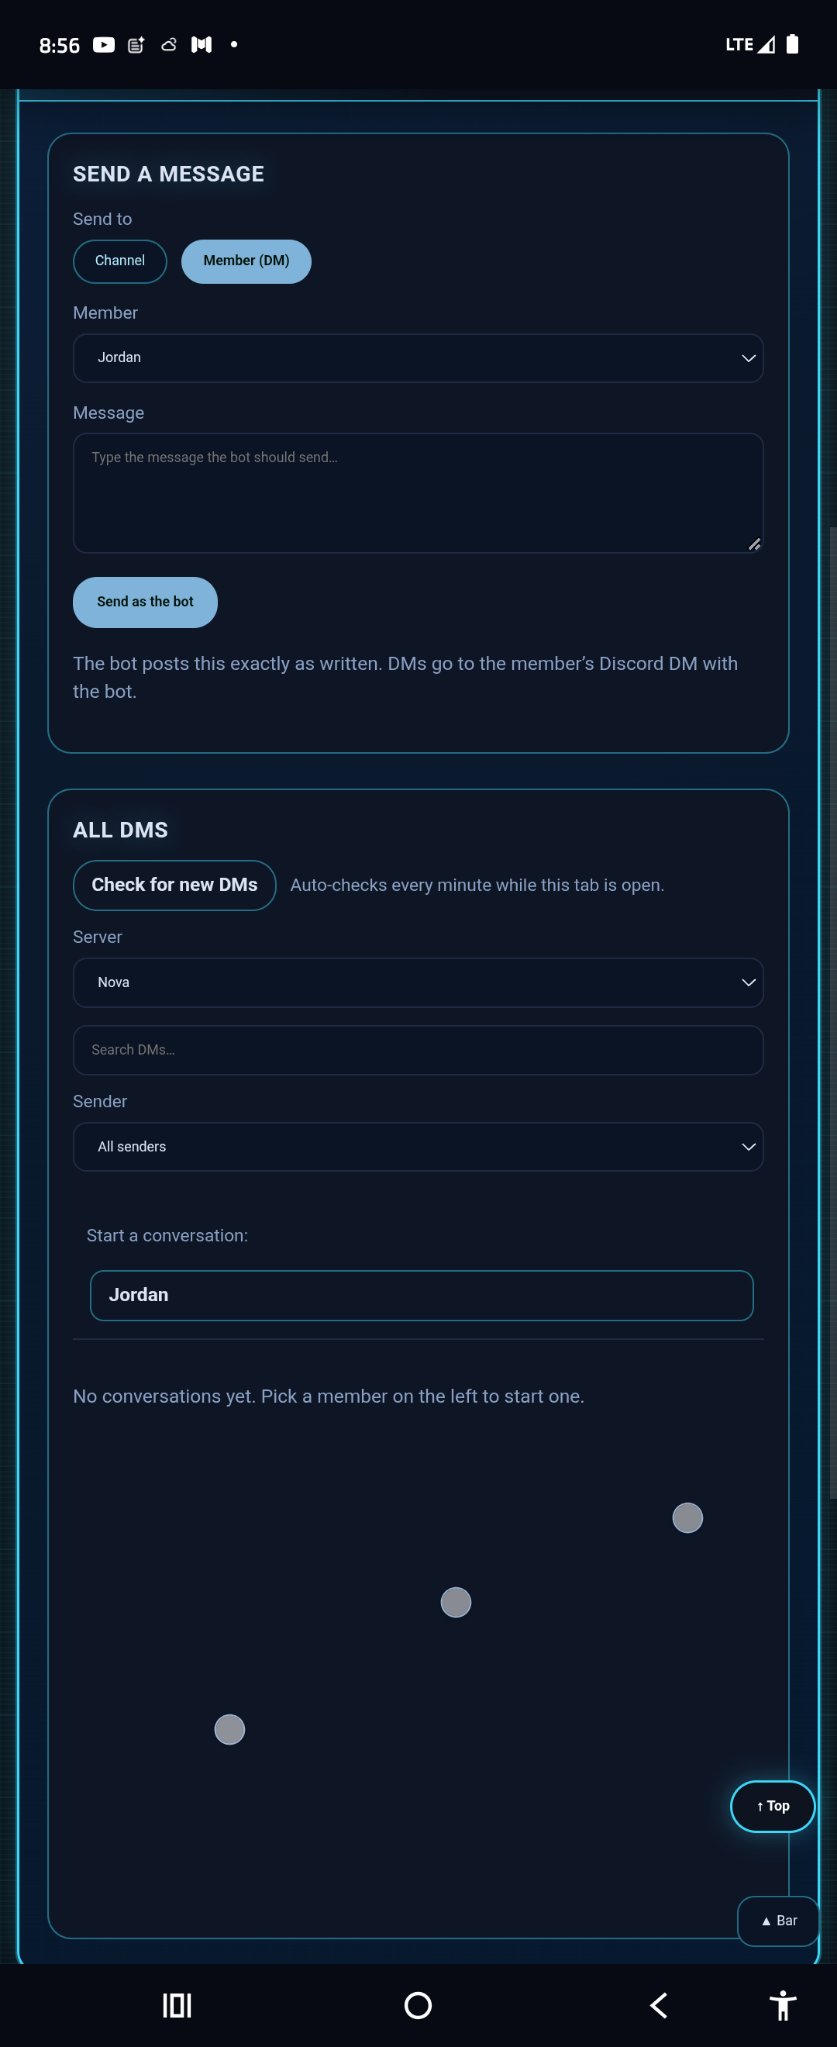 8:56
LTE
SEND A MESSAGE
Send to
Channel
Member (DM)
Member
Jordan
Message
Type the message the bot should send…
Send as the bot
The bot posts this exactly as written. DMs go to the member’s Discord DM with
the bot.
ALL DMS
Check for new DMs
Auto-checks every minute while this tab is open.
Server
Nova
Search DMs…
Sender
All senders
Start a conversation:
Jordan
No conversations yet. Pick a member on the left to start one.
↑ Top
▲ Bar